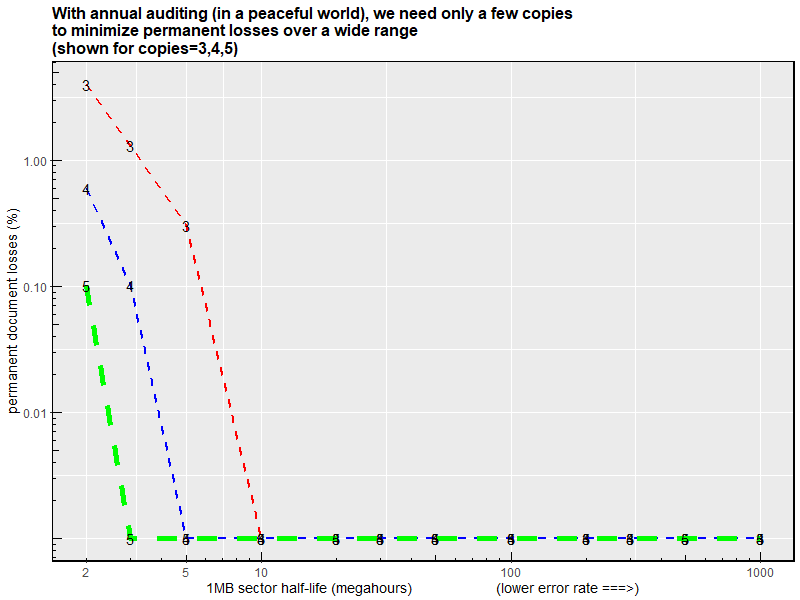 With annual auditing (in a peaceful world), we need only a few copies
to minimize permanent losses over a wide range
(shown for copies=3,4,5)
3
3
1.00
4
3
permanent document losses (%)
5
4
0.10
0.01
5
2
5
10
100
1000
1MB sector half-life (megahours)
(lower error rate ===>)